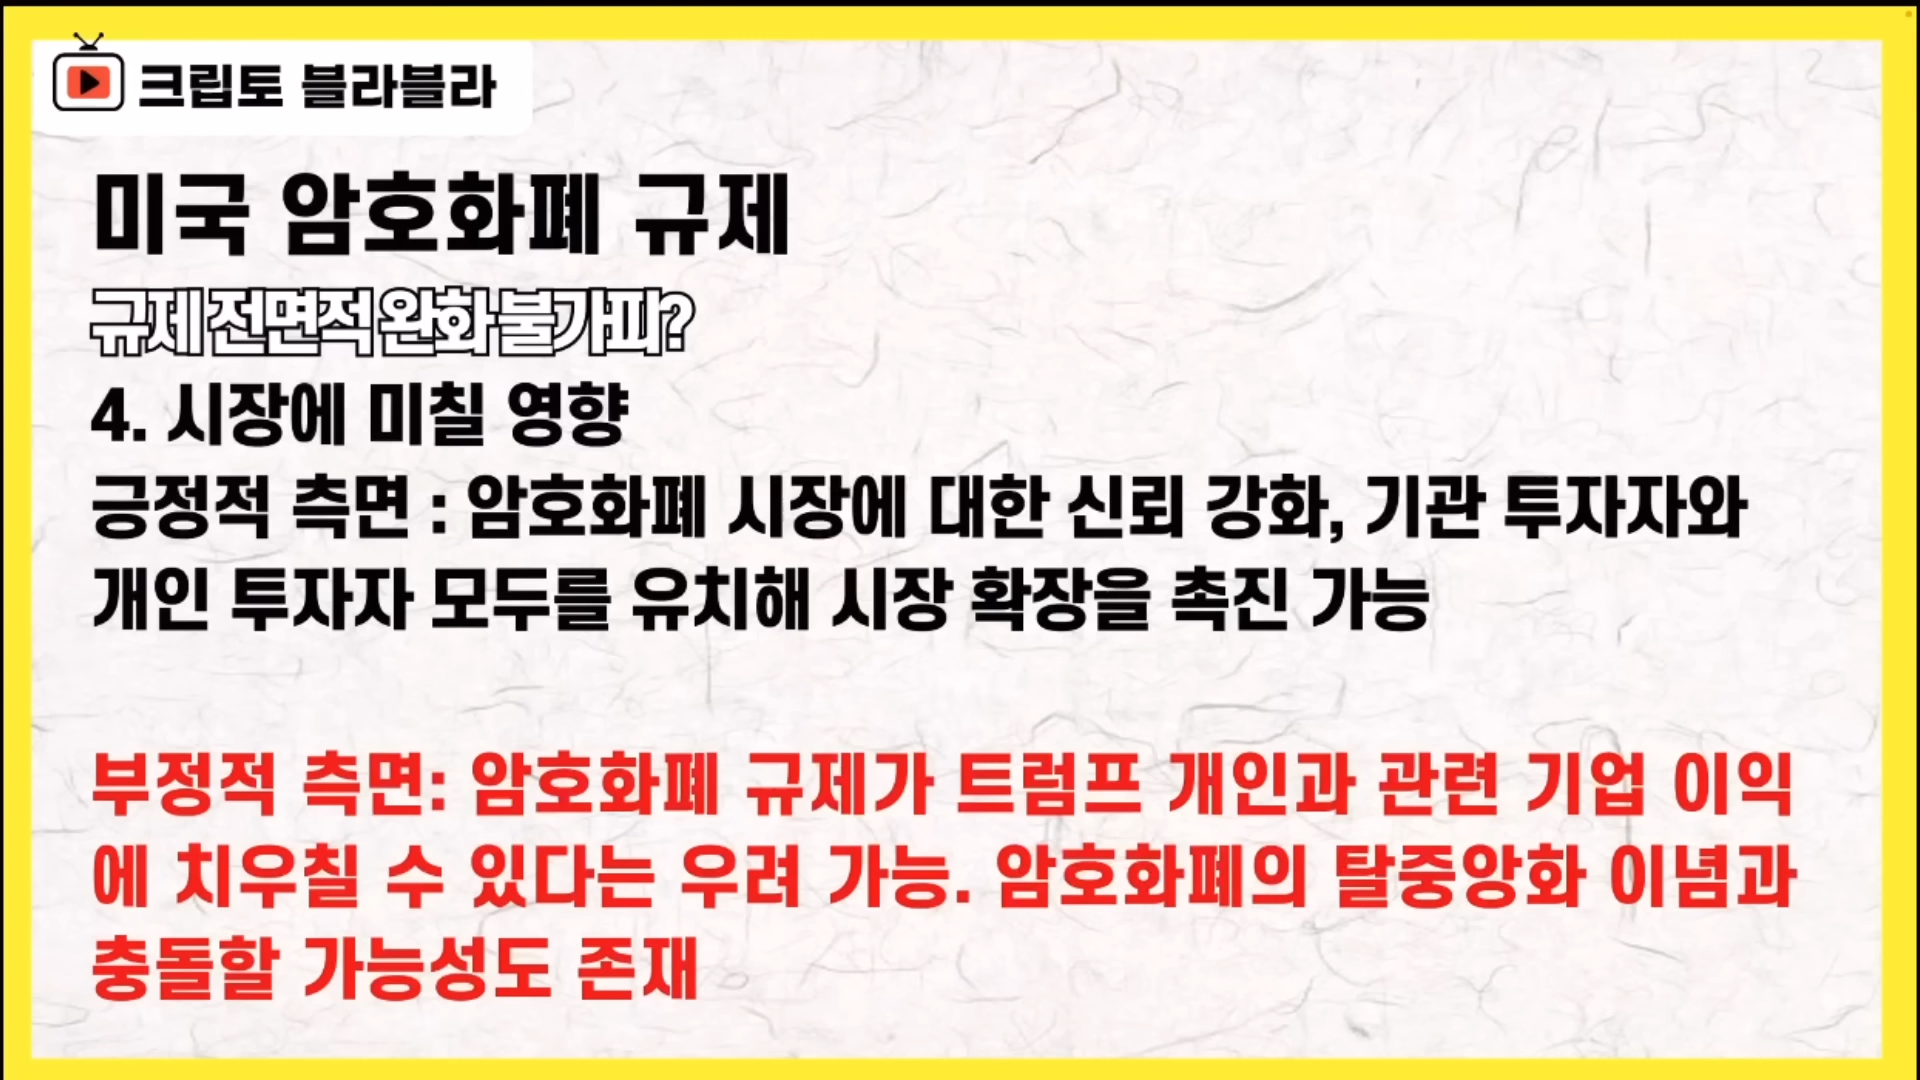 크립토 블라블라
미국 암호화폐 규제
규제 전면적 완화 불가피?
4. 시장에 미칠 영향
긍정적 측면 : 암호화폐 시장에 대한 신뢰 강화, 기관 투자자와
개인 투자자 모두를 유치해 시장 확장을 촉진 가능
부정적 측면: 암호화폐 규제가 트럼프 개인과 관련 기업 이익
에 치우칠 수 있다는 우려 가능. 암호화폐의 탈중앙화 이념과
충돌할 가능성도 존재